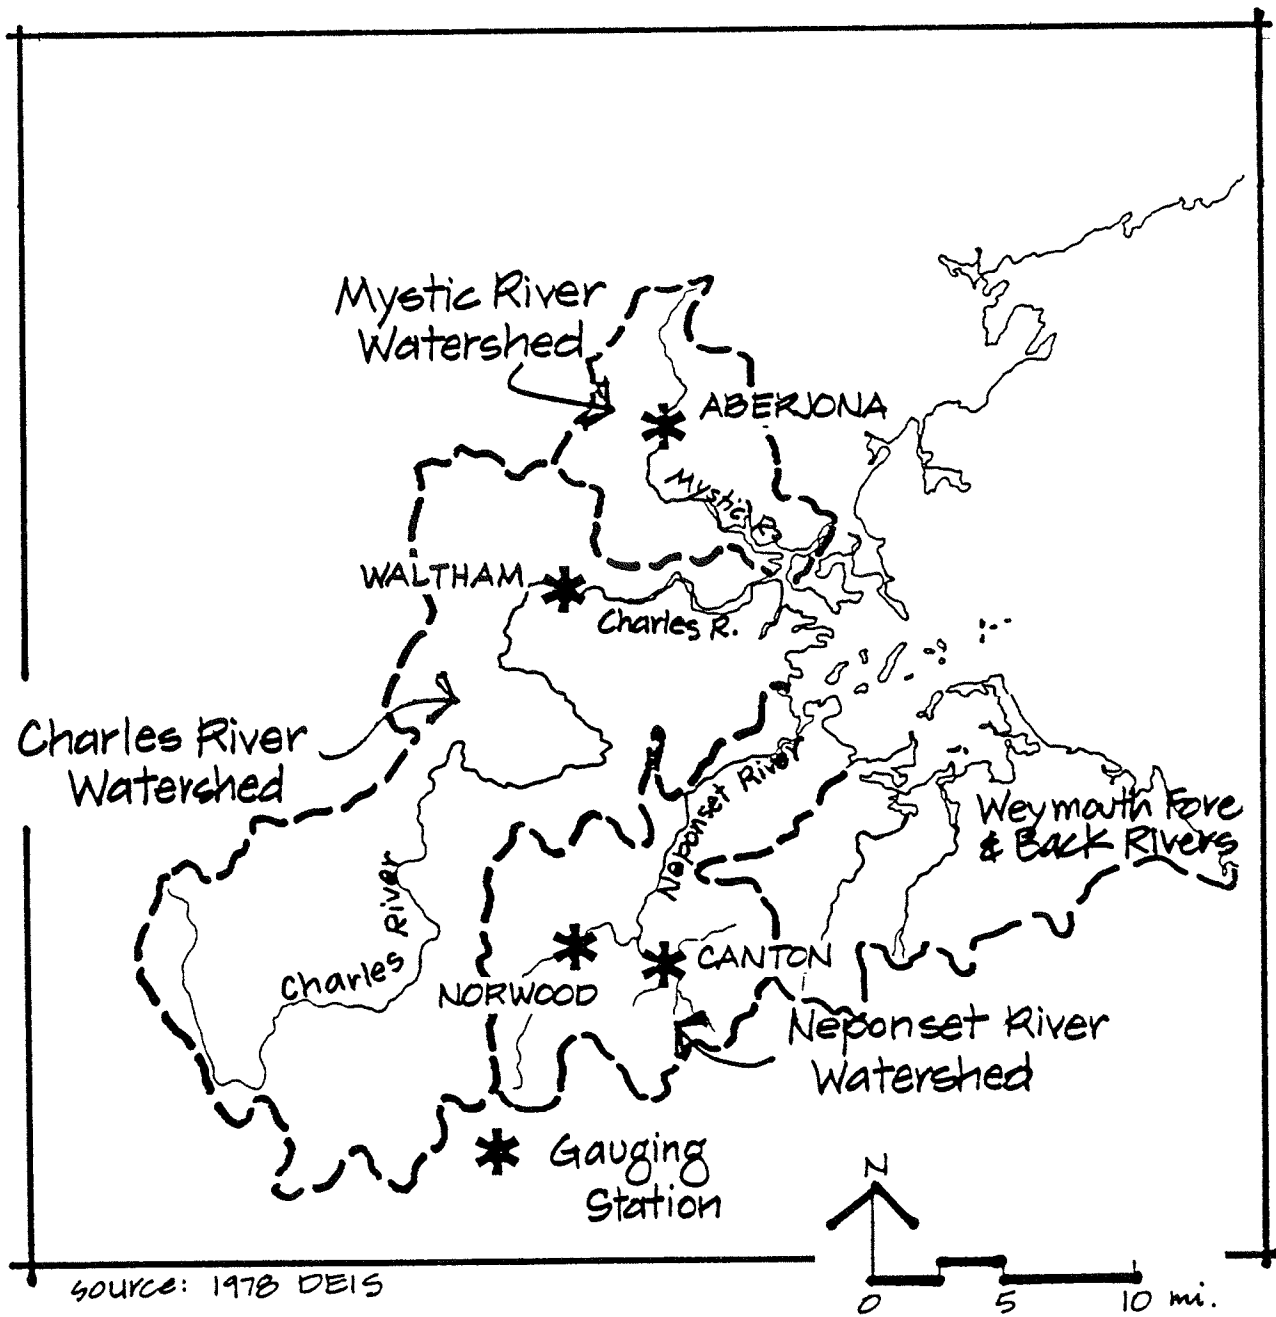 Mystic River
Watershed
ABERJONA
Mystic R.
WALTHAM
Charles R.
Charles River
Watershed
Neponset River
Weymouth Fore
& Back Rivers
Charles River
CANTON
NORWOOD
Neponset River
Watershed
Gauging
Station
N
source: 1978 DEIS
0 5 10 mi.